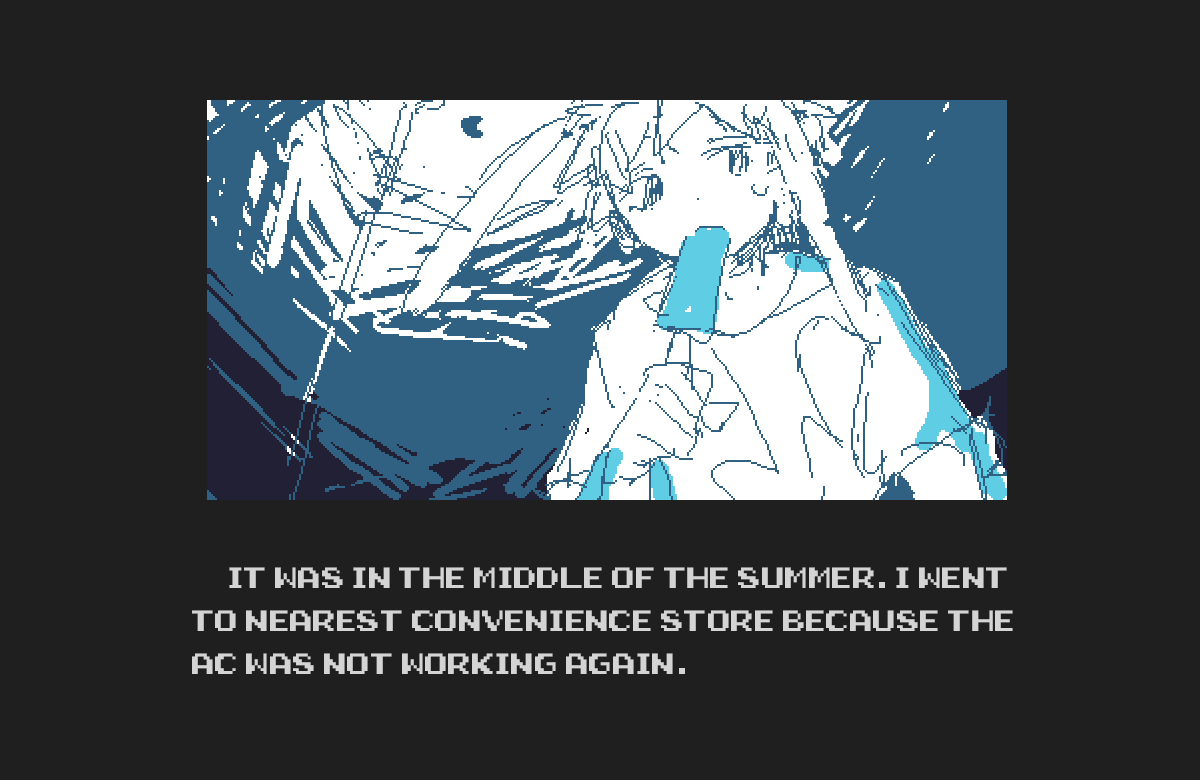 IT WAS IN THE MIDDLE OF THE SUMMER. I WENT
TO NEAREST CONVENIENCE STORE BECAUSE THE
AC WAS NOT WORKING AGAIN.